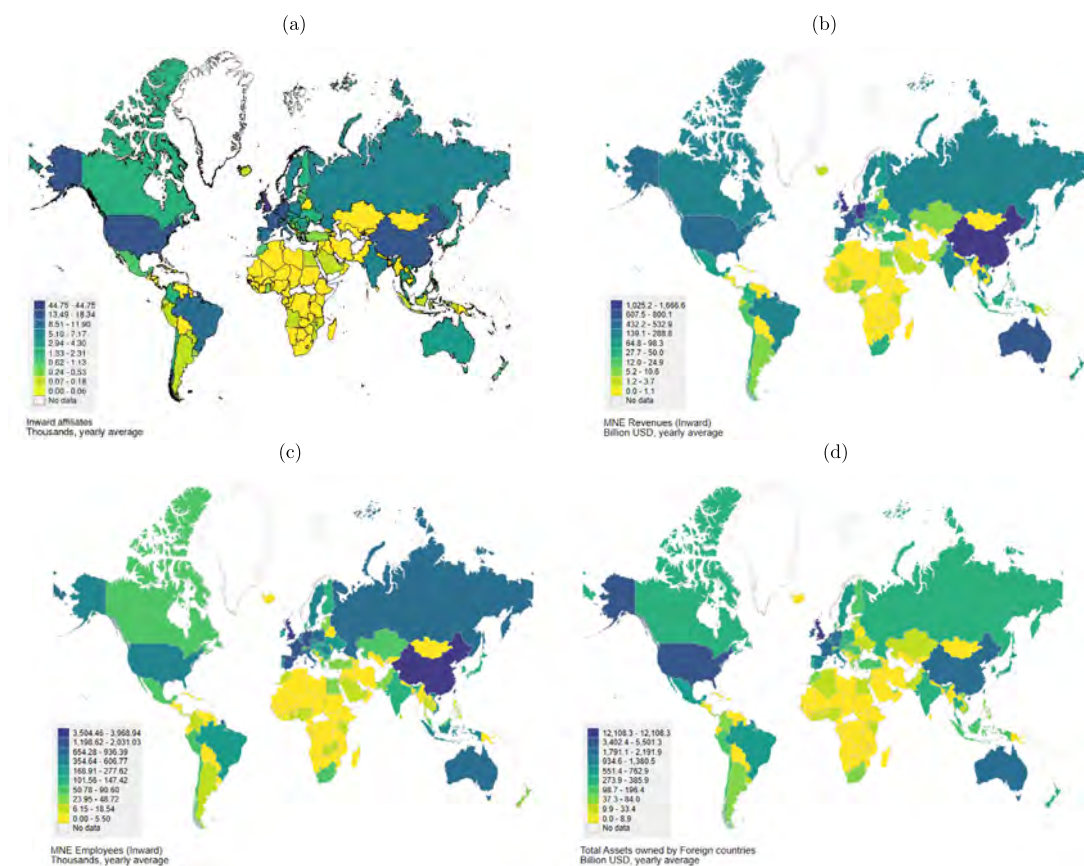 (a)
44.75 - 44.75
13.49 - 18.34
8.51 - 11.90
5.10 - 7.17
2.94 - 4.30
1.33 - 2.31
0.62 - 1.13
0.24 - 0.53
0.07 - 0.18
0.00 - 0.06
No data
Inward affiliates
Thousands, yearly average
(b)
1,025.2 - 1,666.6
607.5 - 800.1
432.2 - 532.9
139.1 - 288.8
64.8 - 98.3
27.7 - 50.0
12.0 - 24.9
5.2 - 10.6
1.2 - 3.7
0.0 - 1.1
No data
MNE Revenues (Inward)
Billion USD, yearly average
(c)
3,504.46 - 3,968.94
1,198.62 - 2,031.03
654.28 - 936.39
354.64 - 606.77
168.91 - 277.62
101.56 - 147.42
50.78 - 90.60
23.95 - 48.72
6.15 - 18.54
0.00 - 5.50
No data
MNE Employees (Inward)
Thousands, yearly average
(d)
12,108.3 - 12,108.3
3,402.4 - 5,501.3
1,791.1 - 2,191.9
934.6 - 1,380.5
551.4 - 762.9
273.9 - 385.9
98.7 - 196.4
37.3 - 84.0
9.9 - 33.4
0.0 - 8.9
No data
Total Assets owned by Foreign countries
Billion USD, yearly average